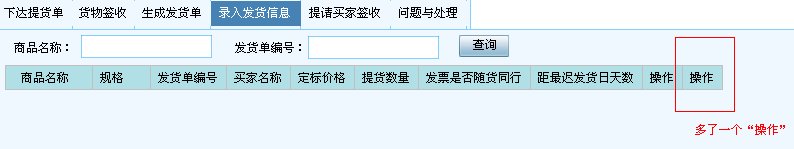 下达提货单 货物签收 生成发货单 录入发货信息 提请买家签收 问题与处理
商品名称： 发货单编号： 查询
商品名称 规格 发货单编号 买家名称 定标价格 提货数量 发票是否随货同行 距最迟发货日天数 操作 操作
多了一个“操作”